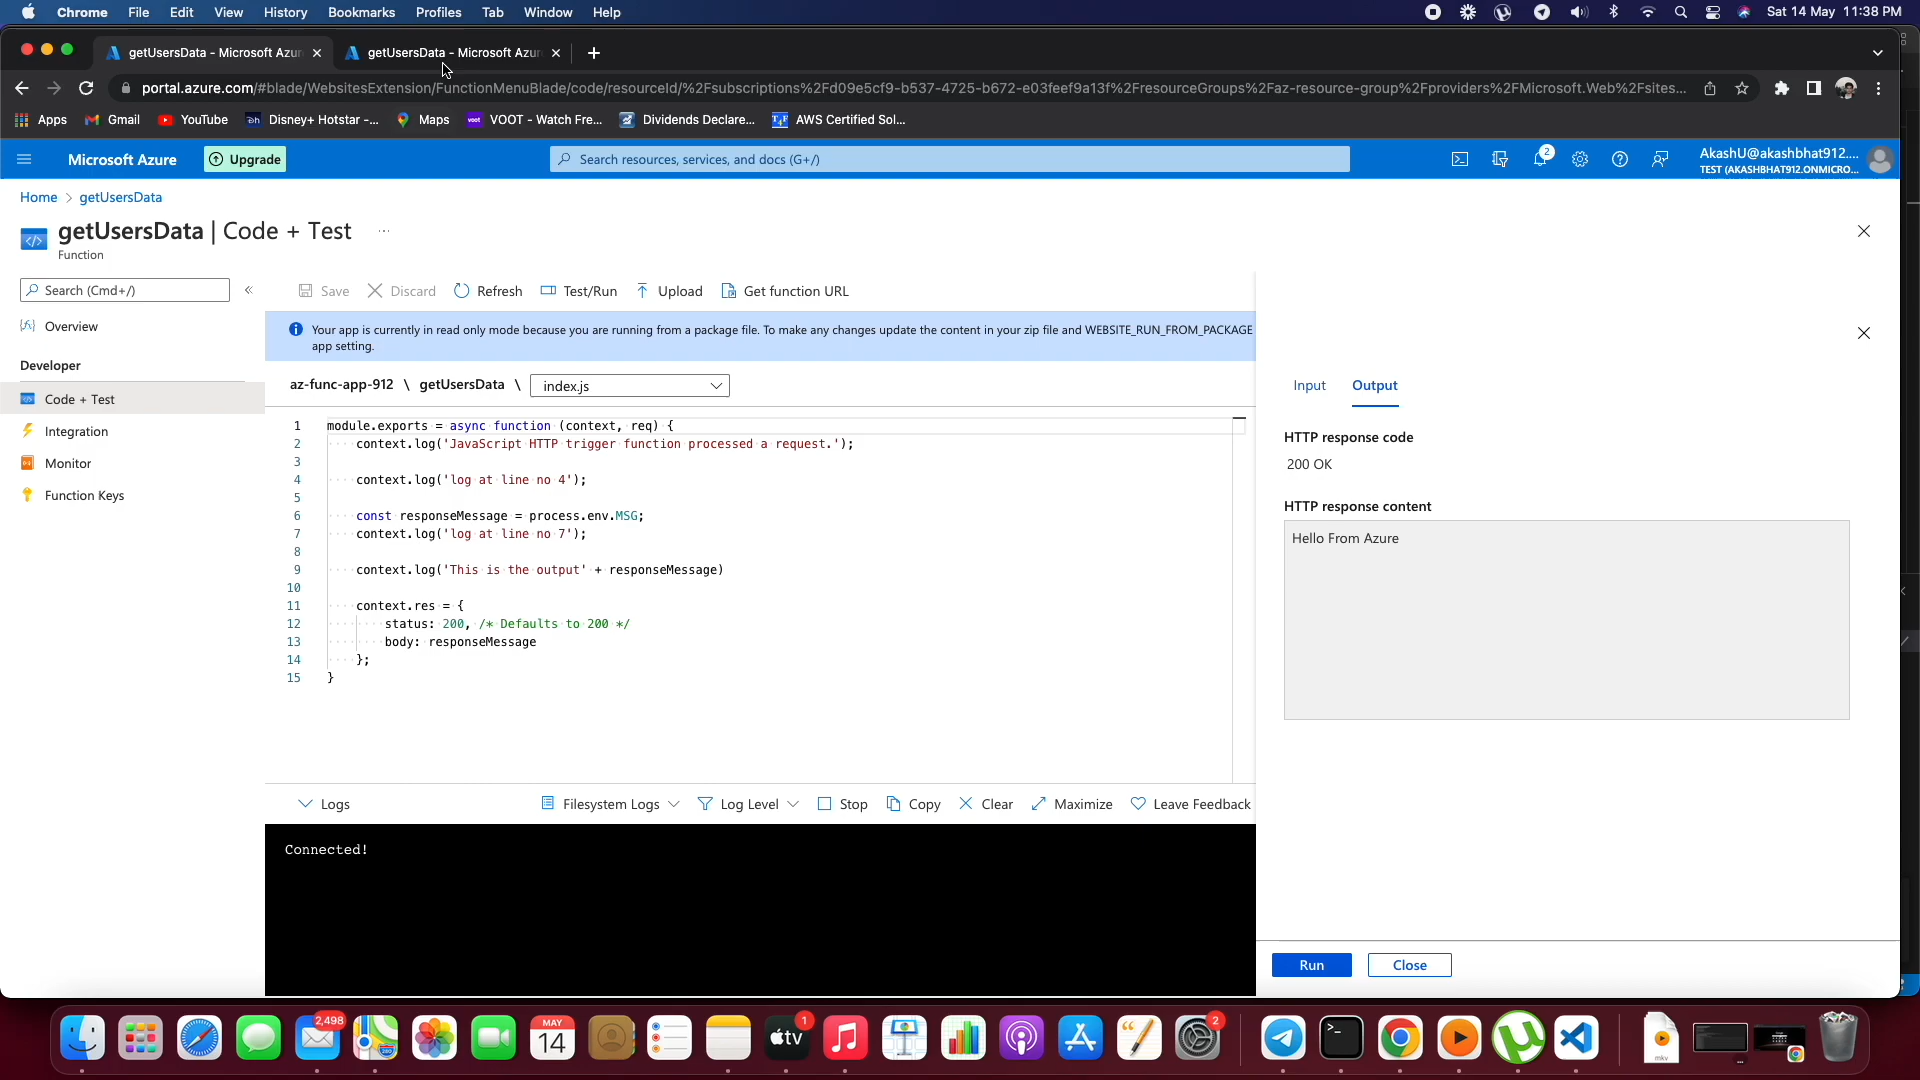 Chrome File Edit View History Bookmarks Profiles Tab Window Help Sat 14 May 11:38 PM
getUsersData - Microsoft Azur
getUsersData - Microsoft Azur
portal.azure.com/#blade/WebsitesExtension/FunctionMenuBlade/code/resourceId/%2Fsubscriptions%2Fd09e5cf9-b537-4725-b672-e03feef9a13f%2FresourceGroups%2Faz-resource-group%2Fproviders%2FMicrosoft.Web%2Fsites...
Apps Gmail YouTube Disney+ Hotstar -... Maps VOOT - Watch Fre... Dividends Declare... AWS Certified Sol...
Microsoft Azure Upgrade Search resources, services, and docs (G+/) 2 AkashU@akashbhat912....
TEST (AKASHBHAT912.ONMICRO...
Home > getUsersData
getUsersData | Code + Test ...
Function
Search (Cmd+/) «
Overview
Developer
Code + Test
Integration
Monitor
Function Keys
Save Discard Refresh Test/Run Upload Get function URL
Your app is currently in read only mode because you are running from a package file. To make any changes update the content in your zip file and WEBSITE_RUN_FROM_PACKAGE
app setting.
az-func-app-912 \ getUsersData \ index.js
1 module.exports = async function (context, req) {
2 context.log('JavaScript HTTP trigger function processed a request.');
3
4 context.log('log at line no 4');
5
6 const responseMessage = process.env.MSG;
7 context.log('log at line no 7');
8
9 context.log('This is the output' + responseMessage)
10
11 context.res = {
12 status: 200, /* Defaults to 200 */
13 body: responseMessage
14 };
15 }
Logs Filesystem Logs Log Level Stop Copy Clear Maximize Leave Feedback
Connected!
Input Output
HTTP response code
200 OK
HTTP response content
Hello From Azure
Run Close
2,498
MAY
14
tv
1
2
280
mkv